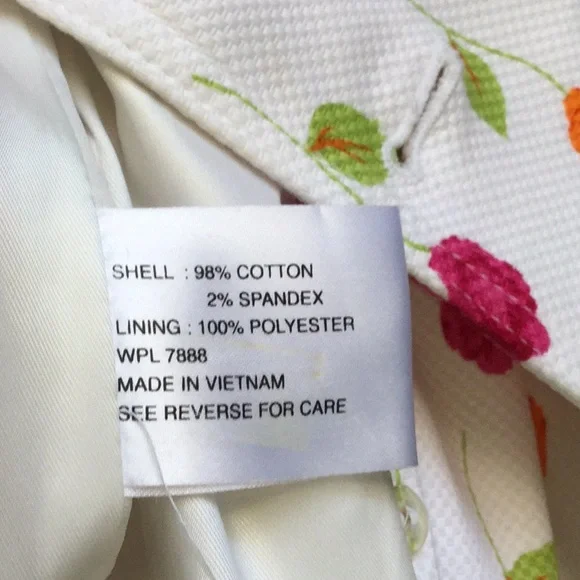 SHELL : 98% COTTON
2% SPANDEX
LINING : 100% POLYESTER
WPL 7888
MADE IN VIETNAM
SEE REVERSE FOR CARE